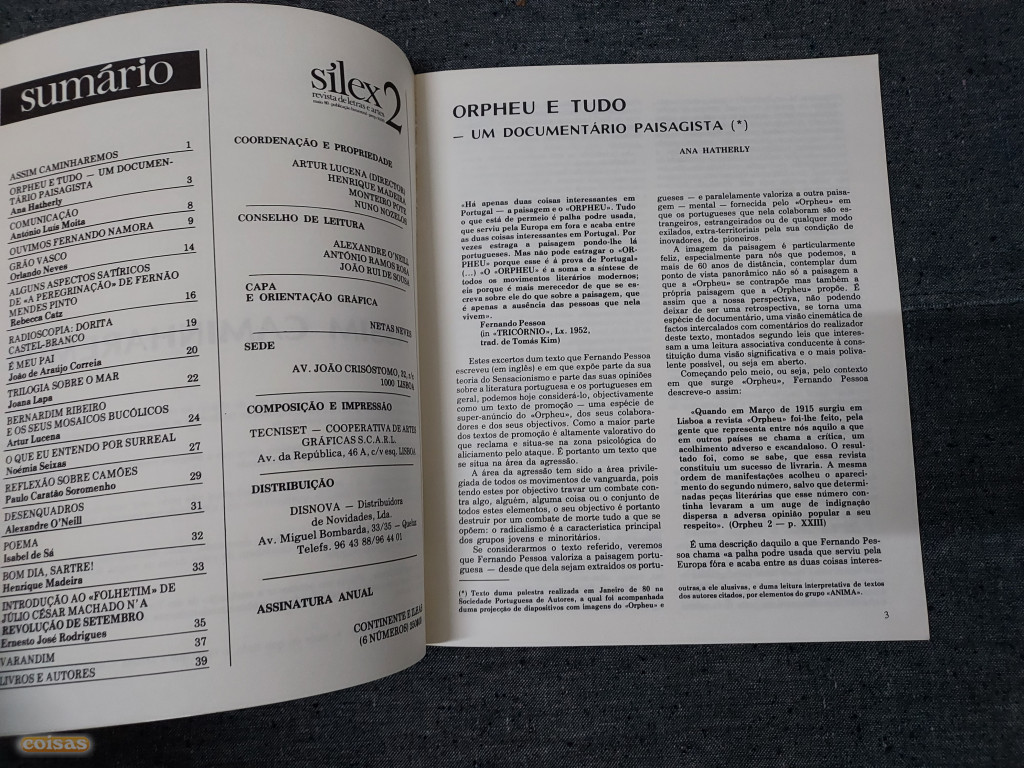 sumário
ASSIM CAMINHAREMOS 1
ORPHEU E TUDO — UM DOCUMEN-
TÁRIO PAISAGISTA 3
Ana Hatherly
COMUNICAÇÃO 8
António Luís Moita
OUVIMOS FERNANDO NAMORA 9
GRÃO VASCO 14
Orlando Neves
ALGUNS ASPECTOS SATÍRICOS
DE «A PEREGRINAÇÃO» DE FERNÃO
MENDES PINTO 16
Rebecca Catz
RADIOSCOPIA: DORITA
CASTEL-BRANCO 19
É MEU PAI 20
João de Araújo Correia
TRILOGIA SOBRE O MAR 22
Joana Lapa
BERNARDIM RIBEIRO
E OS SEUS MOSAICOS BUCÓLICOS 24
Artur Lucena
O QUE EU ENTENDO POR SURREAL 27
Noémia Seixas
REFLEXÃO SOBRE CAMÕES 29
Paulo Caratão Soromenho
DESENQUADROS 31
Alexandre O'Neill
POEMA 32
Isabel de Sá
BOM DIA, SARTRE! 33
Henrique Madeira
INTRODUÇÃO AO «FOLHETIM» DE
JÚLIO CÉSAR MACHADO N'A
REVOLUÇÃO DE SETEMBRO 35
Ernesto José Rodrigues
VARANDIM 37
LIVROS E AUTORES 39
sílex 2
revista de letras e artes
COORDENAÇÃO E PROPRIEDADE
ARTUR LUCENA (DIRECTOR)
HENRIQUE MADEIRA
MONTEIRO POTE
NUNO NOZELOS
CONSELHO DE LEITURA
ALEXANDRE O'NEILL
ANTÓNIO RAMOS ROSA
JOÃO RUI DE SOUSA
CAPA
E ORIENTAÇÃO GRÁFICA
NETAS NEVES
SEDE
AV. JOÃO CRISÓSTOMO,
1000 LISBOA
COMPOSIÇÃO E IMPRESSÃO
TECNISET — COOPERATIVA DE ARTES
GRÁFICAS S.C.A.R.L.
Av. da República, 46 A, c/v esq. LISBOA
DISTRIBUIÇÃO
DISNOVA — Distribuidora
de Novidades, Lda.
Av. Miguel Bombarda, 33/35 — Queluz
Telefs. 96 43 88/96 44 01
ASSINATURA ANUAL
CONTINENTE E ILHAS
(6 NÚMEROS)
ORPHEU E TUDO
— UM DOCUMENTÁRIO PAISAGISTA (*)
ANA HATHERLY
«Há apenas duas coisas interessantes em
Portugal — a paisagem e o «ORPHEU». Tudo
o que está de permeio é palha podre usada,
que serviu pela Europa em fora e acaba entre
as duas coisas interessantes em Portugal. Por
vezes estraga a paisagem pondo-lhe lá
portugueses. Mas não pode estragar o «OR-
PHEU» porque esse é à prova de Portugal»
(...) «O «ORPHEU» é a soma e a síntese de
todos os movimentos literários modernos;
eis porque é mais merecedor de que se es-
creva sobre ele do que sobre a paisagem, que
é apenas a ausência das pessoas que nela
vivem».
Fernando Pessoa
(in «TRICÓRNIO», Lx. 1952,
trad. de Tomás Kim)
Estes excertos dum texto que Fernando Pessoa
escreveu (em inglês) e em que expõe parte da sua
teoria do Sensacionismo e parte das suas opiniões
sobre a literatura portuguesa e os portugueses em
geral, podemos hoje considerá-lo, objectivamente
como um texto de promoção — uma espécie de
super-anúncio do «Orpheu», dos seus colabora-
dores e dos seus objectivos. Como a maior parte
dos textos de promoção é altamente valorativo do
que reclama e situa-se na zona psicológica do
aliciamento pelo ataque. É portanto um texto que
se situa na área da agressão.
A área da agressão tem sido a área privile-
giada de todos os movimentos de vanguarda, pois
tendo estes por objectivo travar um combate con-
tra algo, alguém, alguma coisa ou o conjunto de
todos estes elementos, o seu objectivo é portanto
destruir por um combate de morte tudo a que se
opõem: o radicalismo é a característica principal
dos grupos jovens e minoritários.
Se considerarmos o texto referido, veremos
que Fernando Pessoa valoriza a paisagem portu-
guesa — desde que dela sejam extraídos os portu-
(*) Texto duma palestra realizada em Janeiro de 80 na
Sociedade Portuguesa de Autores, a qual foi acompanhada
duma projecção de dispositivos com imagens do «Orpheu» e
gueses — e paralelamente valoriza a outra paisa-
gem — mental — fornecida pelo «Orpheu» em
que os portugueses que nela colaboram são es-
trangeiros, estrangeirados ou de qualquer modo
exilados, extra-territoriais pela sua condição de
inovadores, de pioneiros.
A imagem da paisagem é particularmente
feliz, especialmente para nós que podemos, a
mais de 60 anos de distância, contemplar dum
ponto de vista panorâmico não só a paisagem a
que a «Orpheu» se contrapõe mas também a
própria paisagem que a «Orpheu» propõe. É
assim que a nossa perspectiva, não podendo
deixar de ser uma retrospectiva, se torna uma
espécie de documentário, uma visão cinemática de
factos intercalados com comentários do realizador
deste texto, montados segundo leis que interes-
sam a uma leitura associativa conducente à cons-
tituição duma visão significativa e o mais poliva-
lente possível, ou seja em aberto.
Começando pelo meio, ou seja, pelo contexto
em que surge «Orpheu», Fernando Pessoa
descreve-o assim:
«Quando em Março de 1915 surgiu em
Lisboa a revista «Orpheu» foi-lhe feito, pela
gente que representa entre nós aquilo a que
em outros países se chama a crítica, um
acolhimento adverso e escandalado. O resul-
tado foi, como se sabe, que essa revista
constituiu um sucesso de livraria. A mesma
ordem de manifestações acolheu o apareci-
mento do segundo número, salvo que determi-
nadas peças literárias que esse número con-
tinha levaram a um auge de indignação
dispersa a adversa opinião popular a seu
respeito». (Orpheu 2 — p. XXIII)
É uma descrição daquilo a que Fernando Pes-
soa chama «a palha podre usada que serviu pela
Europa fora e acaba entre as duas coisas interes-
outras, e ele alusivas, e duma leitura interpretativa de textos
dos autores citados, por elementos do grupo «ANIMA».
3
coisas